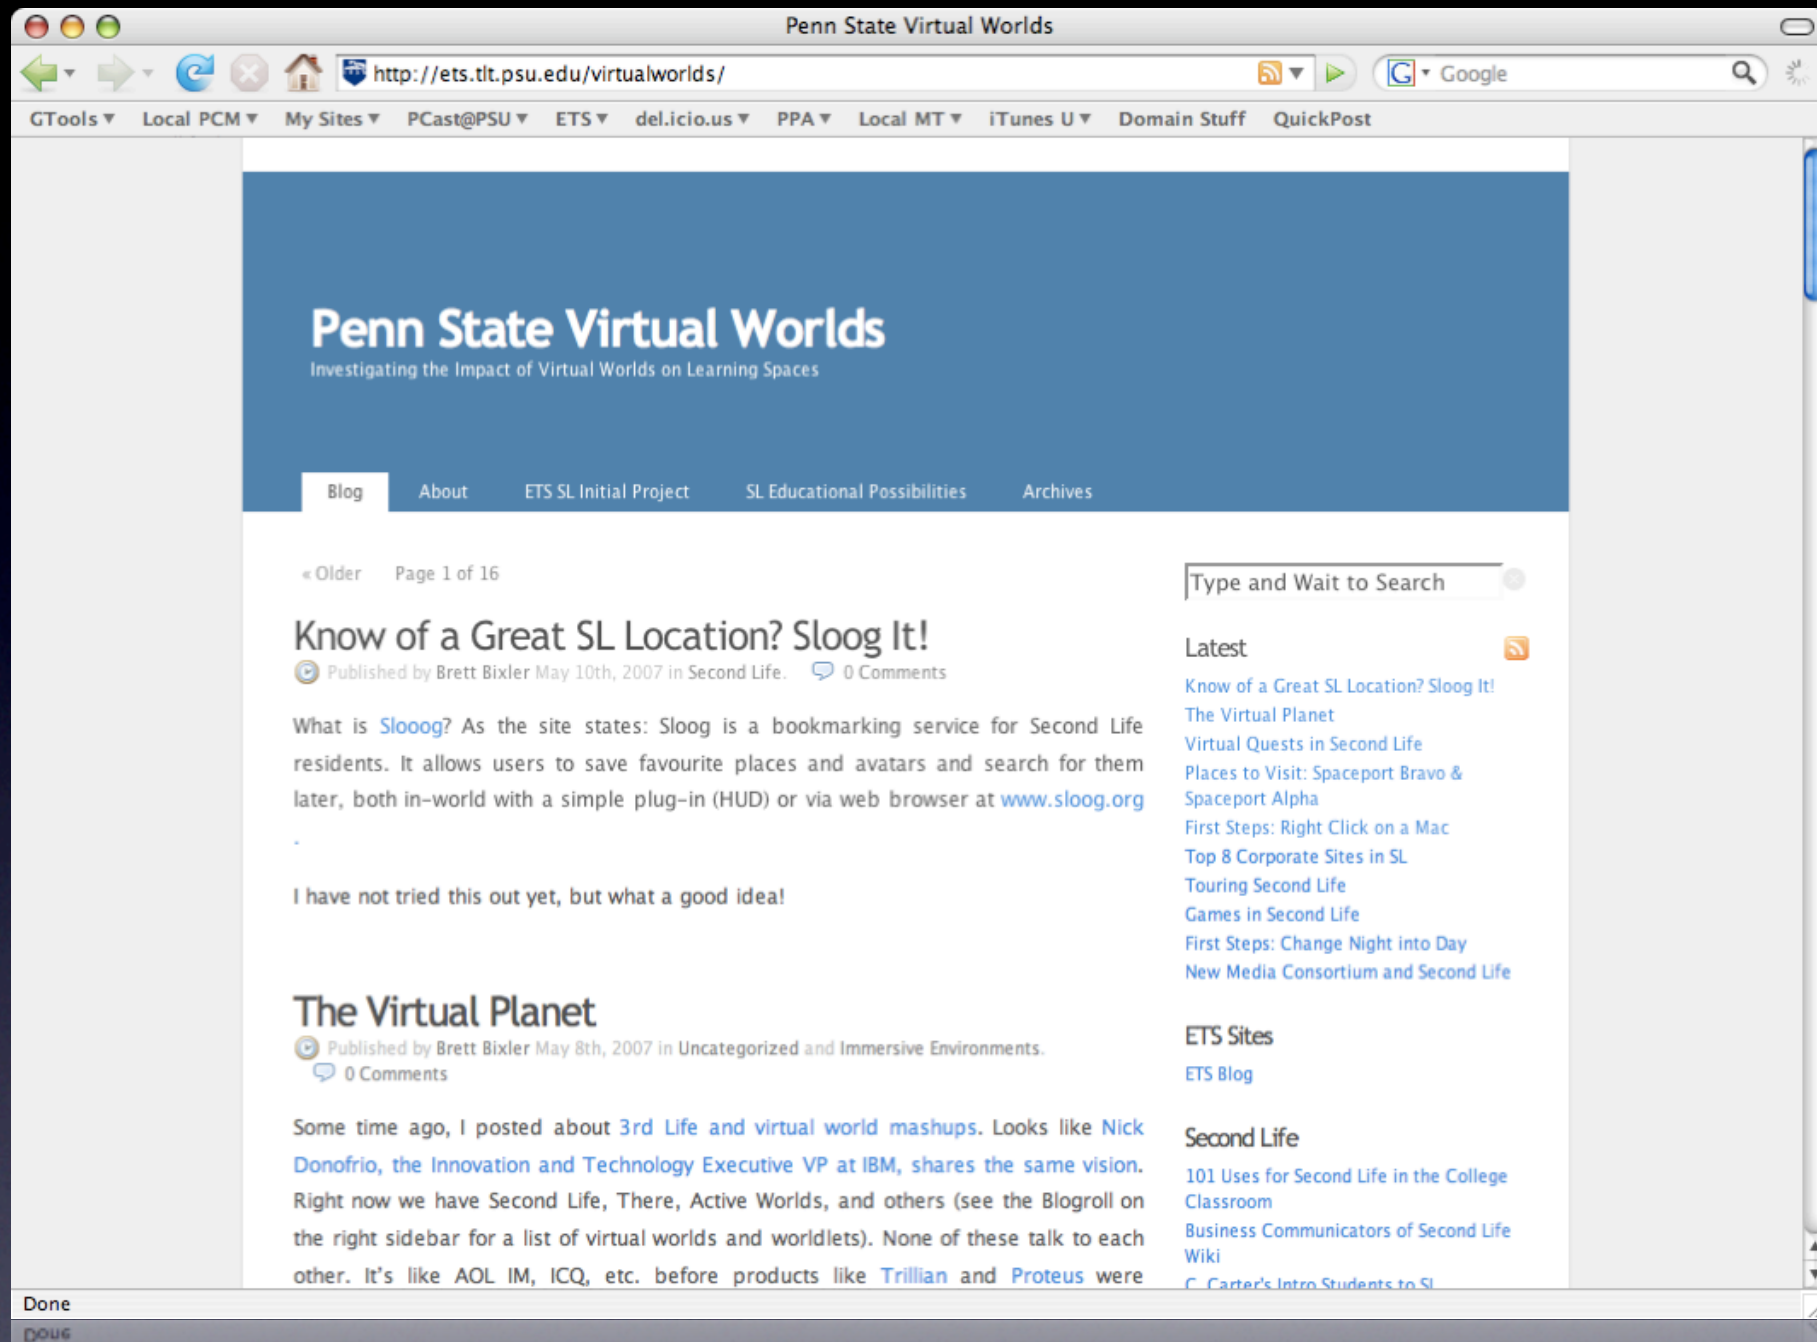 Penn State Virtual Worlds
http://ets.tlt.psu.edu/virtualworlds/
Google
GTools
Local PCM
My Sites
PCast@PSU
ETS
del.icio.us
PPA
Local MT
iTunes U
Domain Stuff
QuickPost
Penn State Virtual Worlds
Investigating the Impact of Virtual Worlds on Learning Spaces
Blog
About
ETS SL Initial Project
SL Educational Possibilities
Archives
« Older
Page 1 of 16
Know of a Great SL Location? Sloog It!
Published by Brett Bixler May 10th, 2007 in Second Life. 0 Comments
What is Slooog? As the site states: Sloog is a bookmarking service for Second Life
residents. It allows users to save favourite places and avatars and search for them
later, both in-world with a simple plug-in (HUD) or via web browser at www.sloog.org
.
I have not tried this out yet, but what a good idea!
The Virtual Planet
Published by Brett Bixler May 8th, 2007 in Uncategorized and Immersive Environments.
0 Comments
Some time ago, I posted about 3rd Life and virtual world mashups. Looks like Nick
Donofrio, the Innovation and Technology Executive VP at IBM, shares the same vision.
Right now we have Second Life, There, Active Worlds, and others (see the Blogroll on
the right sidebar for a list of virtual worlds and worldlets). None of these talk to each
other. It's like AOL IM, ICQ, etc. before products like Trillian and Proteus were
Type and Wait to Search
Latest
Know of a Great SL Location? Sloog It!
The Virtual Planet
Virtual Quests in Second Life
Places to Visit: Spaceport Bravo &
Spaceport Alpha
First Steps: Right Click on a Mac
Top 8 Corporate Sites in SL
Touring Second Life
Games in Second Life
First Steps: Change Night into Day
New Media Consortium and Second Life
ETS Sites
ETS Blog
Second Life
101 Uses for Second Life in the College
Classroom
Business Communicators of Second Life
Wiki
C. Carter's Intro Students to SL
Done